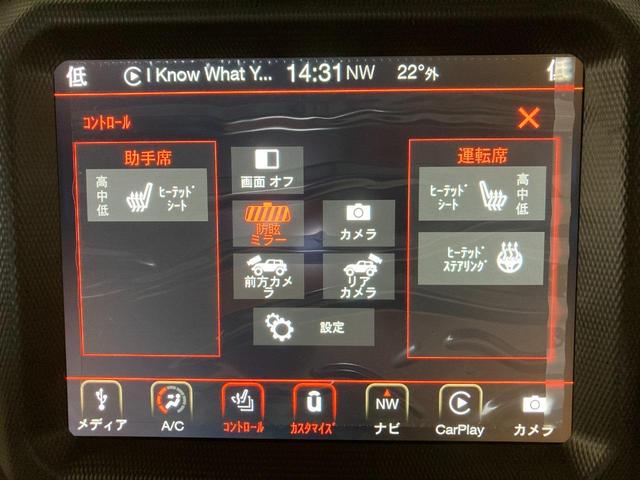 低 I Know What Y... 14:31 NW 22°外 低
コントロール
助手席
高
中
低
ヒーテッド
シート
画面 オフ
防眩
ミラー
カメラ
前方カメ
ラ
リア
カメラ
設定
運転席
ヒーテッド
シート
高
中
低
ヒーテッド
ステアリング
メディア
A/C
コントロール
カスタマイズ
NW
ナビ
CarPlay
カメラ